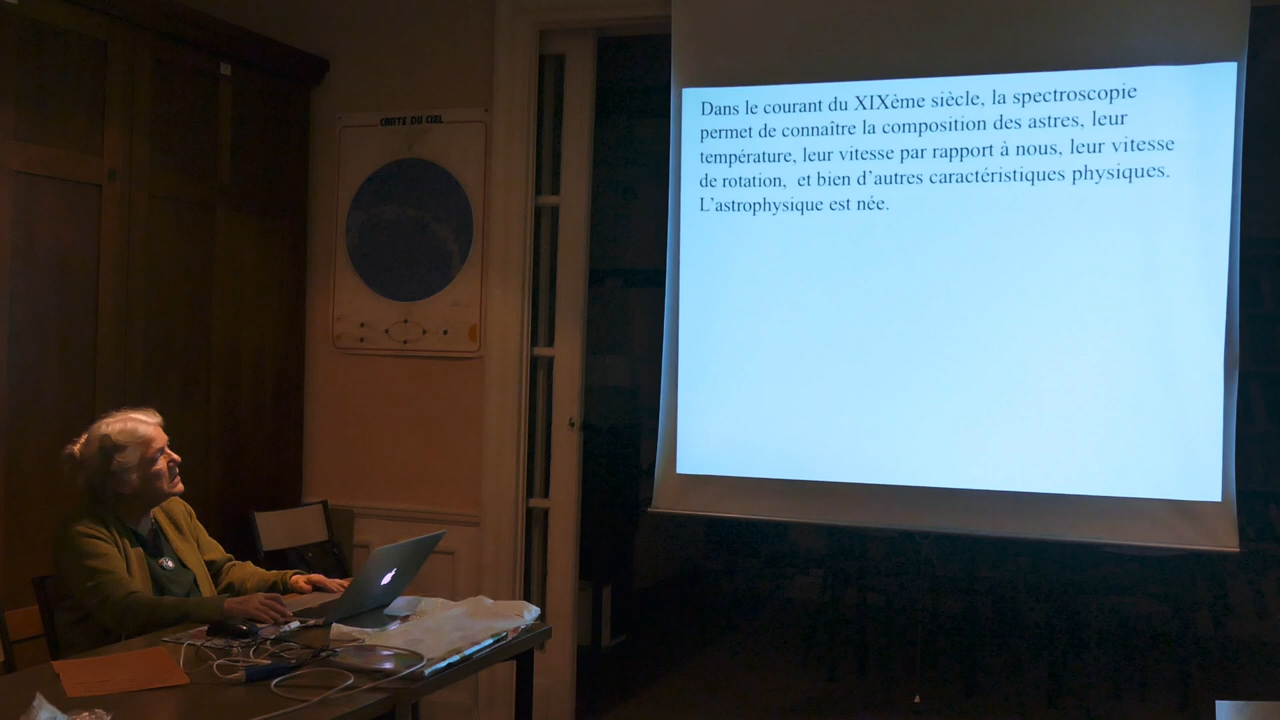 CARTE DU CIEL
Dans le courant du XIXème siècle, la spectroscopie
permet de connaître la composition des astres, leur
température, leur vitesse par rapport à nous, leur vitesse
de rotation, et bien d’autres caractéristiques physiques.
L’astrophysique est née.